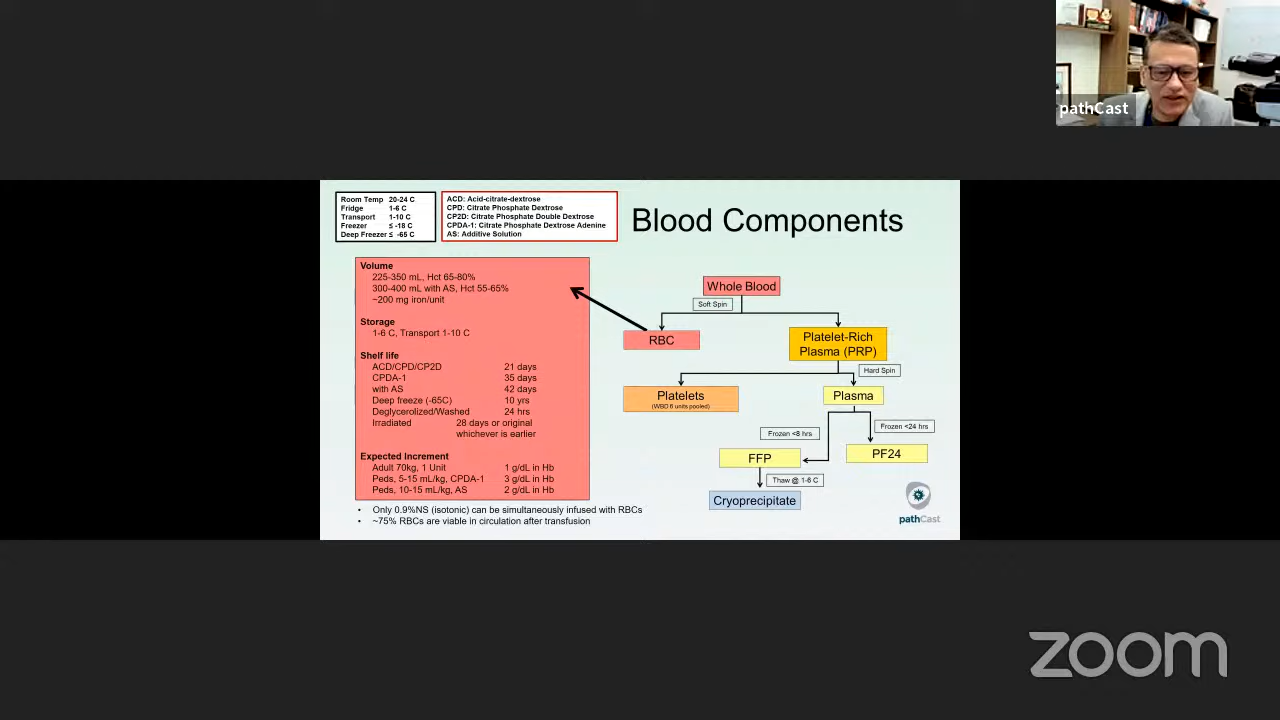 pathCast
Room Temp 20-24 C
Fridge 1-6 C
Transport 1-10 C
Freezer ≤ -18 C
Deep Freezer ≤ -65 C
ACD: Acid-citrate-dextrose
CPD: Citrate Phosphate Dextrose
CP2D: Citrate Phosphate Double Dextrose
CPDA-1: Citrate Phosphate Dextrose Adenine
AS: Additive Solution
Blood Components
Volume
225-350 mL, Hct 65-80%
300-400 mL with AS, Hct 55-65%
~200 mg iron/unit
Storage
1-6 C, Transport 1-10 C
Shelf life
ACD/CPD/CP2D 21 days
CPDA-1 35 days
with AS 42 days
Deep freeze (-65C) 10 yrs
Deglycerolized/Washed 24 hrs
Irradiated 28 days or original
whichever is earlier
Expected Increment
Adult 70kg, 1 Unit 1 g/dL in Hb
Peds, 5-15 mL/kg, CPDA-1 3 g/dL in Hb
Peds, 10-15 mL/kg, AS 2 g/dL in Hb
• Only 0.9%NS (isotonic) can be simultaneously infused with RBCs
• ~75% RBCs are viable in circulation after transfusion
Whole Blood
Soft Spin
RBC
Platelet-Rich
Plasma (PRP)
Hard Spin
Platelets
(WBD 6 units pooled)
Plasma
Frozen <8 hrs
Frozen <24 hrs
FFP
PF24
Thaw @ 1-6 C
Cryoprecipitate
pathCast
zoom